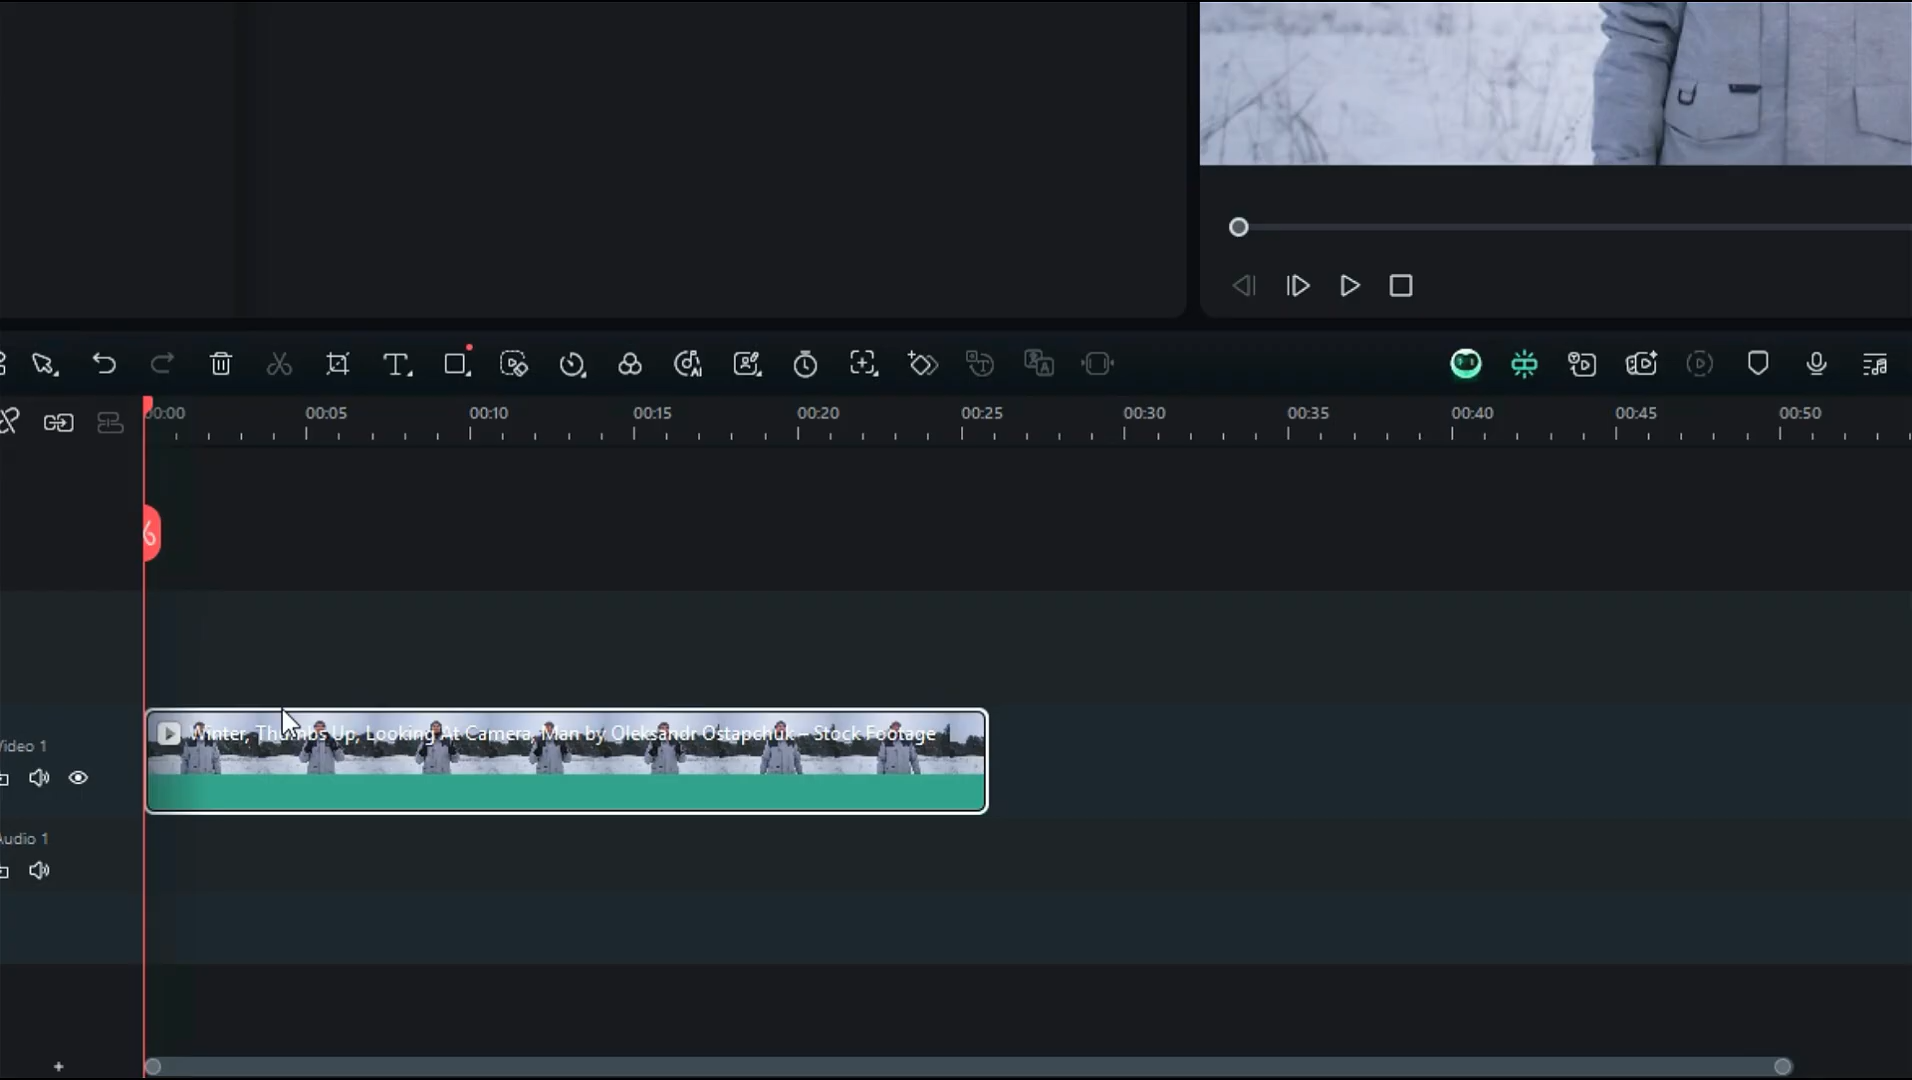 00:00 00:05 00:10 00:15 00:20 00:25 00:30 00:35 00:40 00:45 00:50
Winter, Thumbs Up, Looking At Camera, Man by Oleksandr Ostapchuk – Stock Footage
Video 1
Audio 1